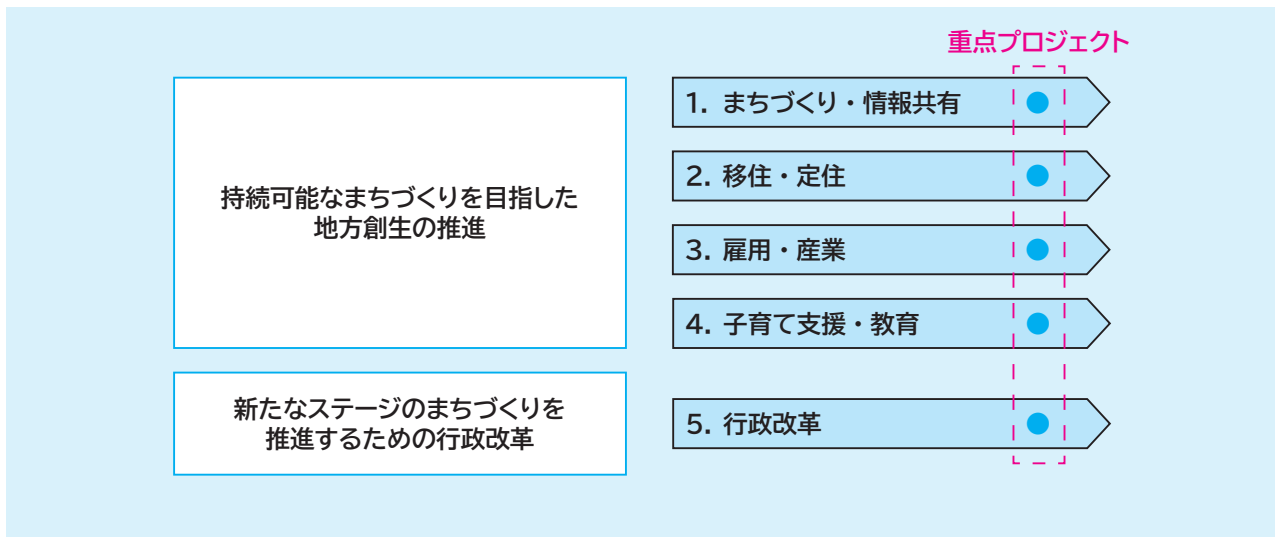 重点プロジェクト
持続可能なまちづくりを目指した
地方創生の推進
1. まちづくり・情報共有
2. 移住・定住
3. 雇用・産業
4. 子育て支援・教育
新たなステージのまちづくりを
推進するための行政改革
5. 行政改革